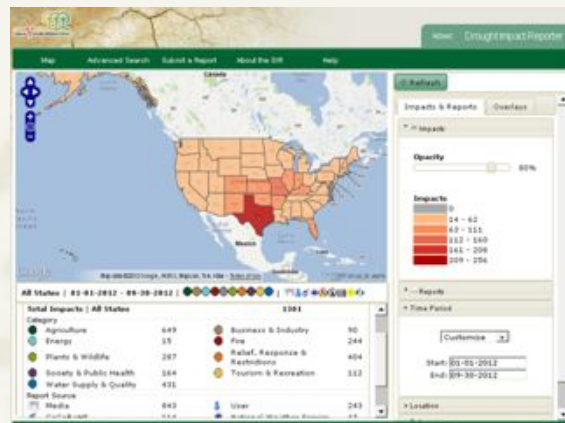 NDMC Drought Impact Reporter
Map Advanced Search Submit a Report About the DIR Help
Refresh
Impacts & Reports Overlays
Impacts
Opacity
80%
Impacts
0
14 - 62
63 - 111
112 - 160
161 - 208
209 - 256
Canada
Mexico
All States | 01-01-2012 - 09-30-2012 |
Reports
Time Period
Customize
Start: 01-01-2012
End: 09-30-2012
Location
Total Impacts | All States 1381
Category
Agriculture 649 Business & Industry 90
Energy 15 Fire 244
Plants & Wildlife 287 Relief, Response & Restrictions 404
Society & Public Health 164 Tourism & Recreation 112
Water Supply & Quality 431
Report Source
Media 843 User 243